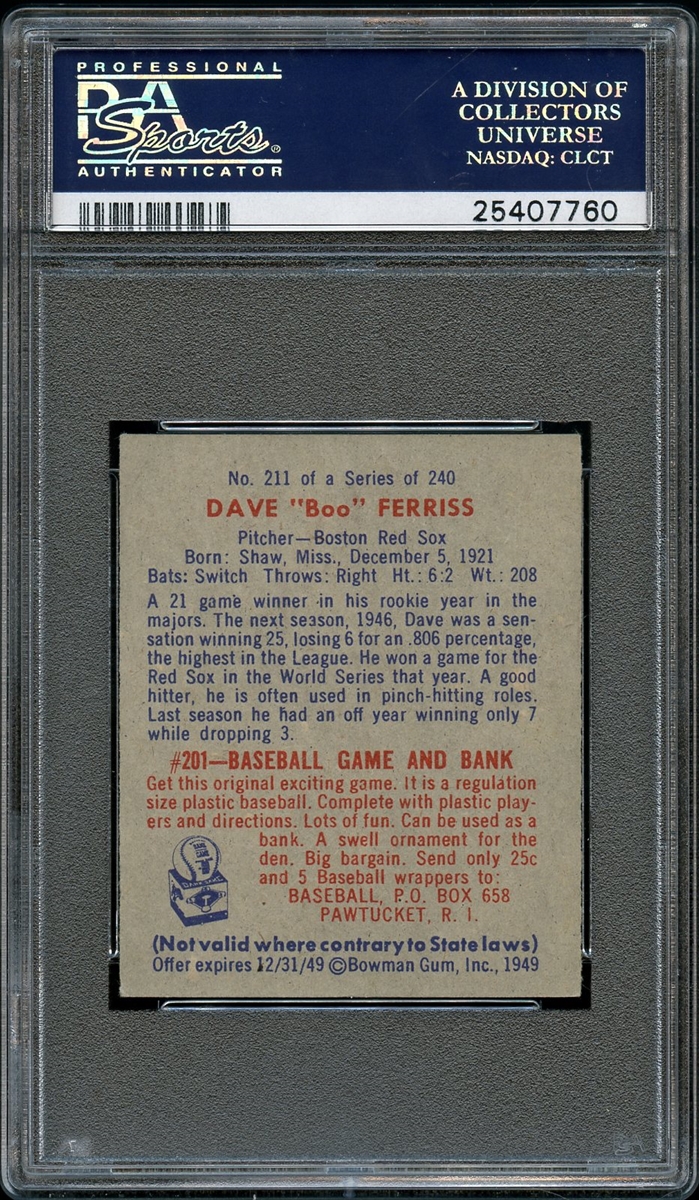 PROFESSIONAL
PSA
Sports®
AUTHENTICATOR
A DIVISION OF
COLLECTORS
UNIVERSE
NASDAQ: CLCT
25407760
No. 211 of a Series of 240
DAVE "Boo" FERRISS
Pitcher—Boston Red Sox
Born: Shaw, Miss., December 5, 1921
Bats: Switch Throws: Right Ht.: 6:2 Wt.: 208
A 21 game winner in his rookie year in the
majors. The next season, 1946, Dave was a sen-
sation winning 25, losing 6 for an .806 percentage,
the highest in the League. He won a game for the
Red Sox in the World Series that year. A good
hitter, he is often used in pinch-hitting roles.
Last season he had an off year winning only 7
while dropping 3.
#201—BASEBALL GAME AND BANK
Get this original exciting game. It is a regulation
size plastic baseball. Complete with plastic play-
ers and directions. Lots of fun. Can be used as a
bank. A swell ornament for the
den. Big bargain. Send only 25c
and 5 Baseball wrappers to:
BASEBALL, P.O. BOX 658
PAWTUCKET, R. I.
(Not valid where contrary to State laws)
Offer expires 12/31/49 ©Bowman Gum, Inc., 1949